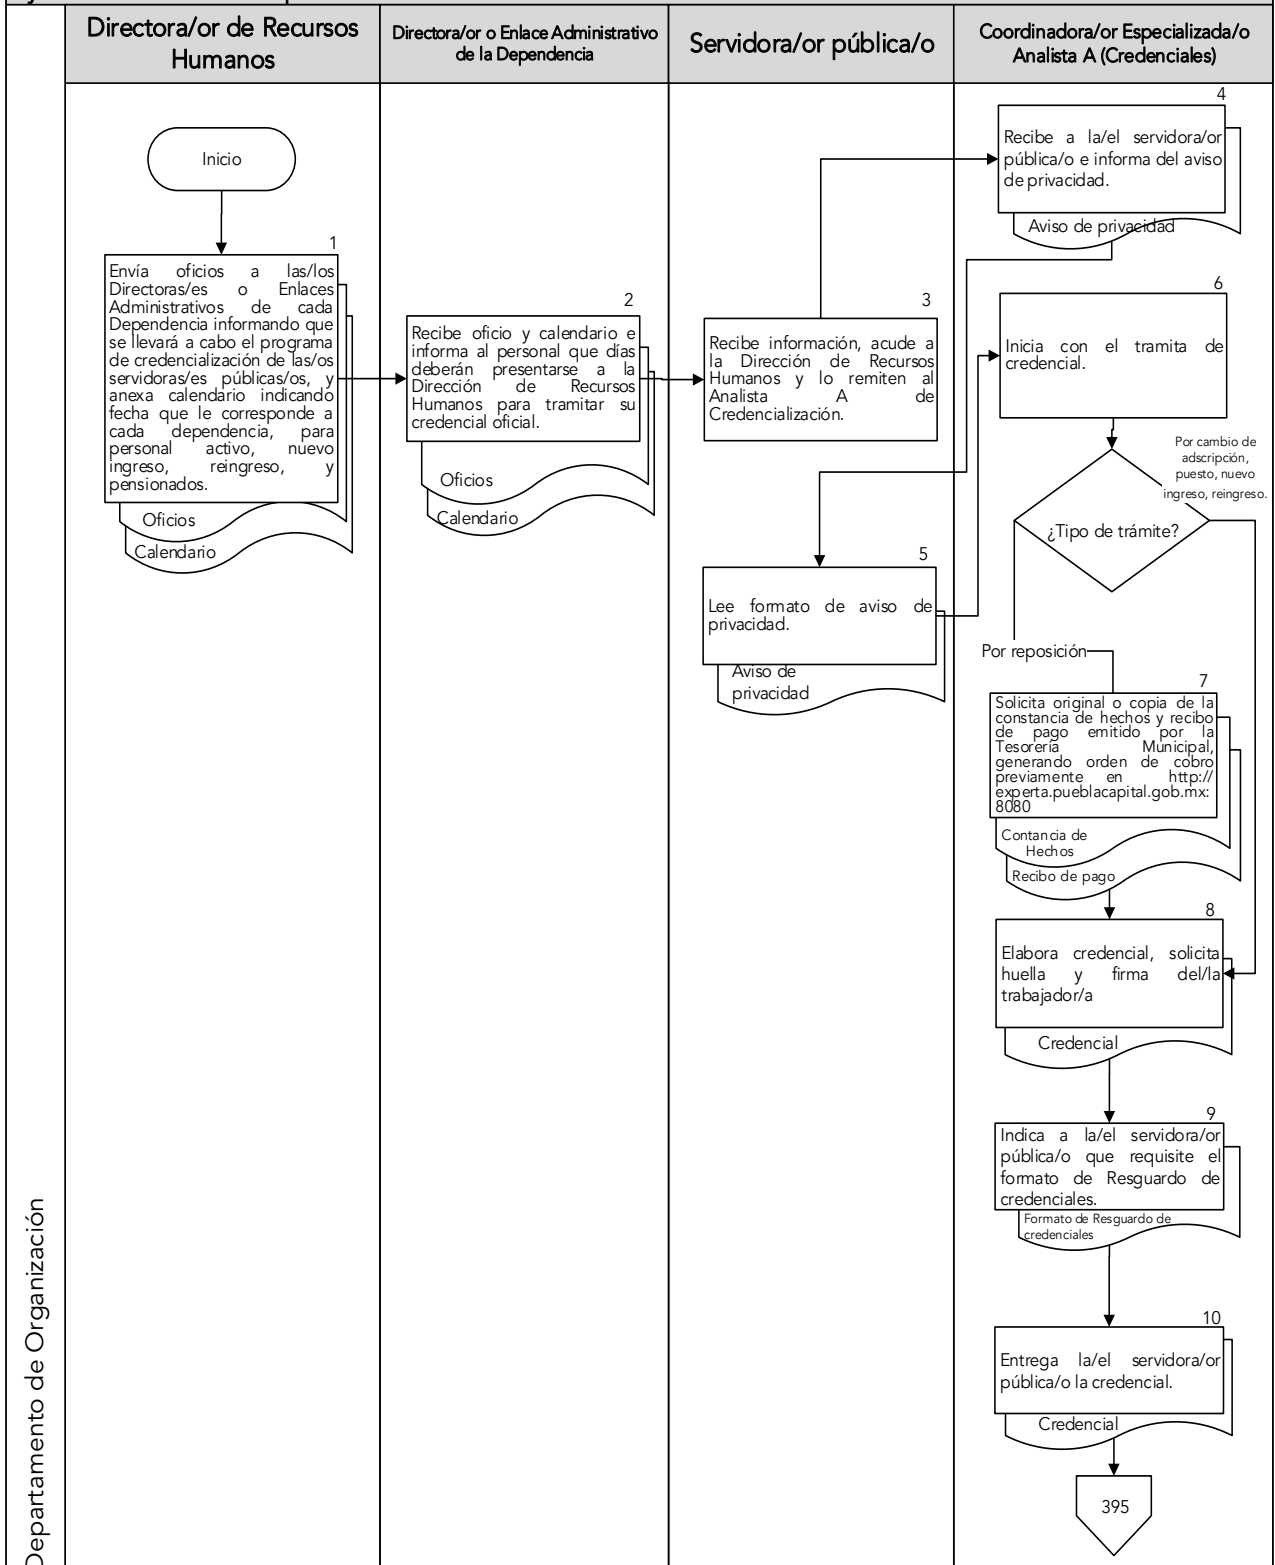 Directora/or de Recursos
Humanos
Directora/or o Enlace Administrativo
de la Dependencia
Servidora/or pública/o
Coordinadora/or Especializada/o
Analista A (Credenciales)
Departamento de Organización
Inicio
1
Envía oficios a las/los
Directoras/es o Enlaces
Administrativos de cada
Dependencia informando que
se llevará a cabo el programa
de credencialización de las/os
servidoras/es públicas/os, y
anexa calendario indicando
fecha que le corresponde a
cada dependencia, para
personal activo, nuevo
ingreso, reingreso, y
pensionados.
Oficios
Calendario
2
Recibe oficio y calendario e
informa al personal que días
deberán presentarse a la
Dirección de Recursos
Humanos para tramitar su
credencial oficial.
Oficios
Calendario
3
Recibe información, acude a
la Dirección de Recursos
Humanos y lo remiten al
Analista A de
Credencialización.
4
Recibe a la/el servidora/or
pública/o e informa del aviso
de privacidad.
Aviso de privacidad
5
Lee formato de aviso de
privacidad.
Aviso de
privacidad
6
Inicia con el tramita de
credencial.
Por cambio de
adscripción,
puesto, nuevo
ingreso, reingreso.
¿Tipo de trámite?
Por reposición
7
Solicita original o copia de la
constancia de hechos y recibo
de pago emitido por la
Tesorería Municipal,
generando orden de cobro
previamente en http://
experta.pueblacapital.gob.mx:
8080
Contancia de
Hechos
Recibo de pago
8
Elabora credencial, solicita
huella y firma del/la
trabajador/a
Credencial
9
Indica a la/el servidora/or
pública/o que requisite el
formato de Resguardo de
credenciales.
Formato de Resguardo de
credenciales
10
Entrega la/el servidora/or
pública/o la credencial.
Credencial
395